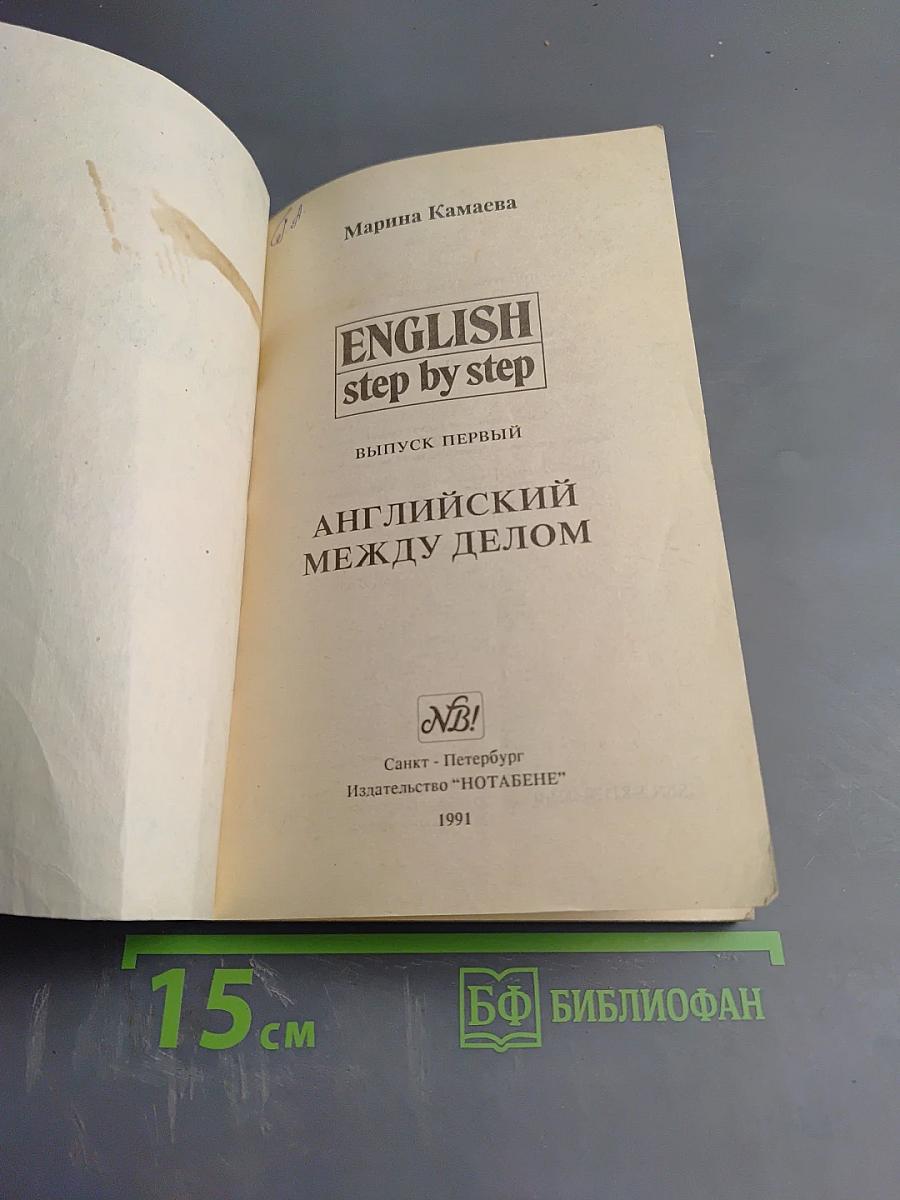 Марина Камаева
ENGLISH
step by step
ВЫПУСК ПЕРВЫЙ
АНГЛИЙСКИЙ
МЕЖДУ ДЕЛОМ
NB!
Санкт - Петербург
Издательство "НОТАБЕНЕ"
1991
15 см
БФ БИБЛИОФАН